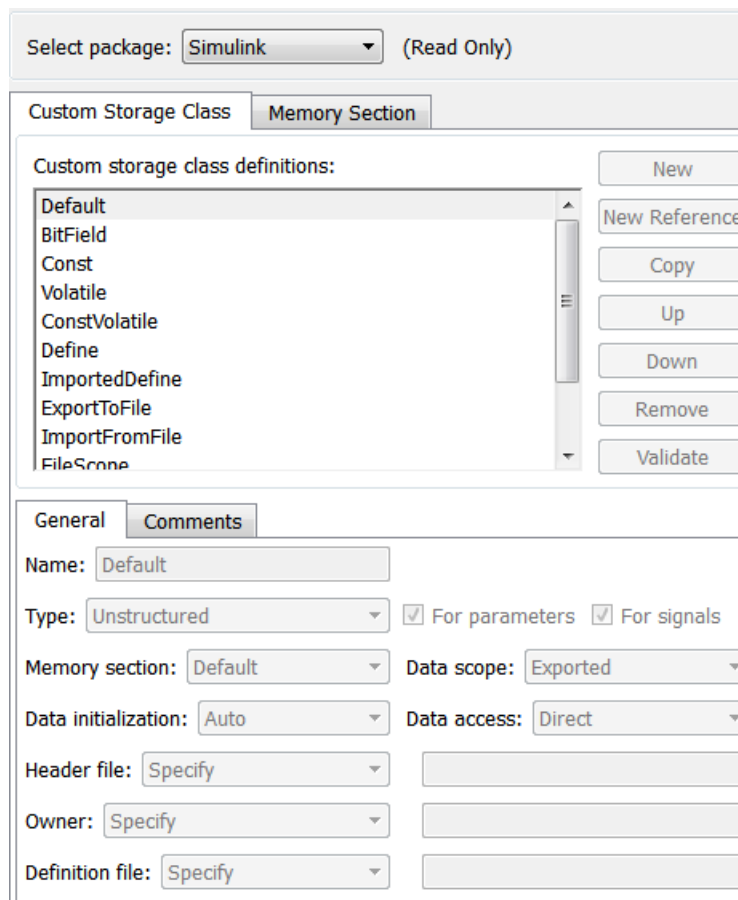 Select package: Simulink (Read Only)
Custom Storage Class Memory Section
Custom storage class definitions:
New
Default
New Reference
BitField
Const
Copy
Volatile
Up
ConstVolatile
Define
Down
ImportedDefine
ExportToFile
Remove
ImportFromFile
Validate
FileScope
General Comments
Name: Default
Type: Unstructured For parameters For signals
Memory section: Default Data scope: Exported
Data initialization: Auto Data access: Direct
Header file: Specify
Owner: Specify
Definition file: Specify